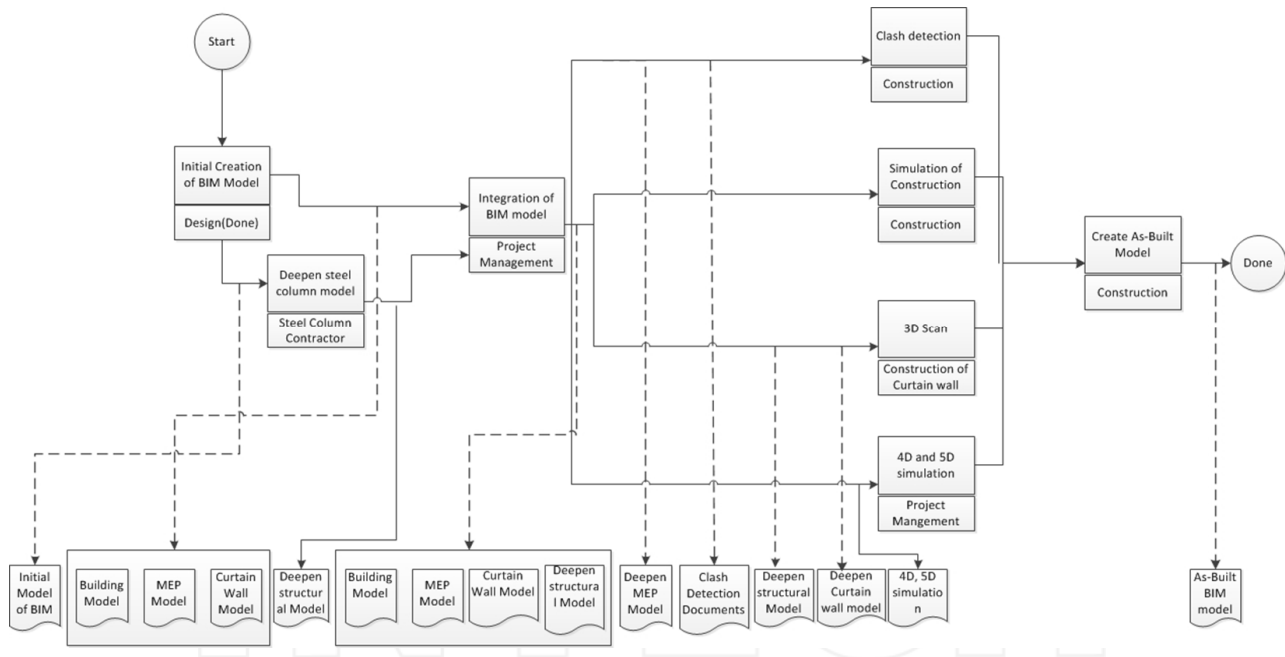 Start
Initial Creation
of BIM Model
Design(Done)
Deepen steel
column model
Steel Column
Contractor
Integration of
BIM model
Project
Management
Clash detection
Construction
Simulation of
Construction
Construction
3D Scan
Construction of
Curtain wall
4D and 5D
simulation
Project
Mangement
Create As-Built
Model
Construction
Done
Initial
Model
of BIM
Building
Model
MEP
Model
Curtain
Wall
Model
Deepen
structur
al Model
Building
Model
MEP
Model
Curtain
Wall Model
Deepen
structura
l Model
Deepen
MEP
Model
Clash
Detection
Documents
Deepen
structural
Model
Deepen
Curtain
wall model
4D, 5D
simulatio
n
As-Built
BIM
model